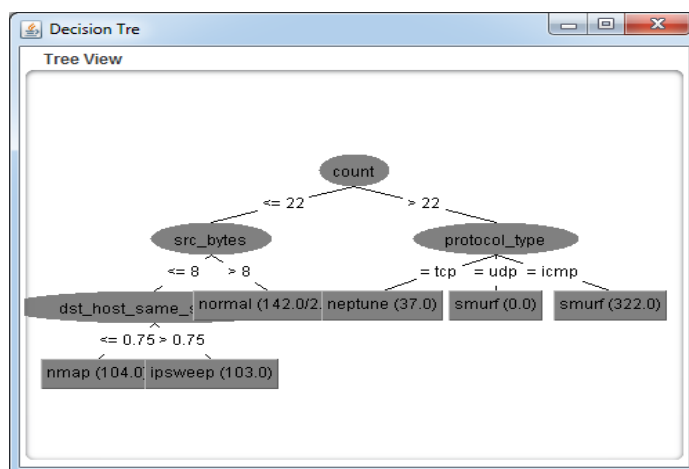 Decision Tre
Tree View
count
<= 22 > 22
src_bytes protocol_type
<= 8 > 8 = tcp = udp = icmp
dst_host_same_s normal (142.0/2. neptune (37.0) smurf (0.0) smurf (322.0)
<= 0.75 > 0.75
nmap (104.0) ipsweep (103.0)